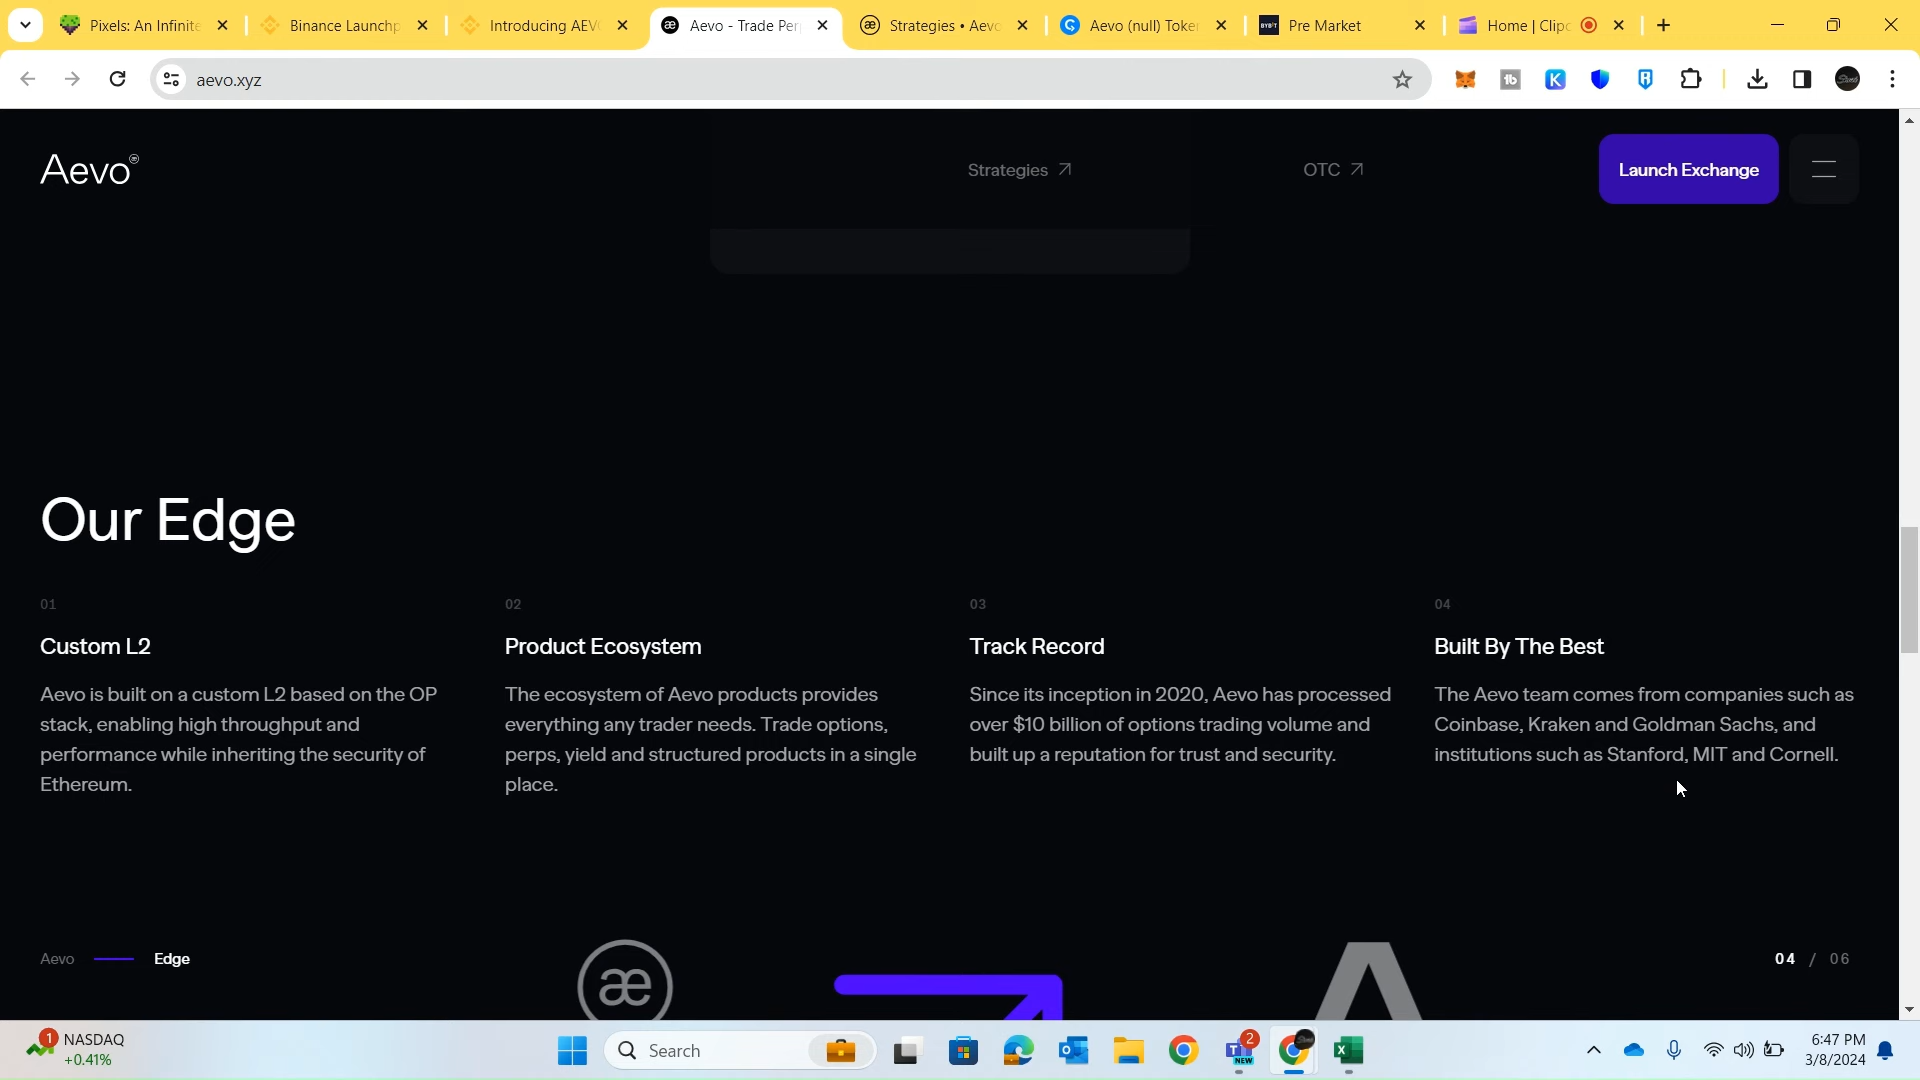 Pixels: An Infinite
Binance Launchp
Introducing AEV
Aevo - Trade Per
Strategies • Aevo
Aevo (null) Toke
Pre Market
Home | Clip
aevo.xyz
Aevo
Strategies
OTC
Launch Exchange
Our Edge
01
Custom L2
Aevo is built on a custom L2 based on the OP
stack, enabling high throughput and
performance while inheriting the security of
Ethereum.
02
Product Ecosystem
The ecosystem of Aevo products provides
everything any trader needs. Trade options,
perps, yield and structured products in a single
place.
03
Track Record
Since its inception in 2020, Aevo has processed
over $10 billion of options trading volume and
built up a reputation for trust and security.
04
Built By The Best
The Aevo team comes from companies such as
Coinbase, Kraken and Goldman Sachs, and
institutions such as Stanford, MIT and Cornell.
Aevo
Edge
04 / 06
æ
1
NASDAQ
+0.41%
Search
2
NEW
6:47 PM
3/8/2024